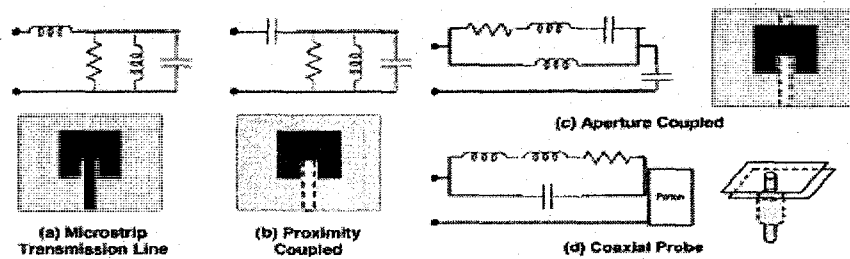 (c) Aperture Coupled
(a) Microstrip
Transmission Line
(b) Proximity
Coupled
(d) Coaxial Probe